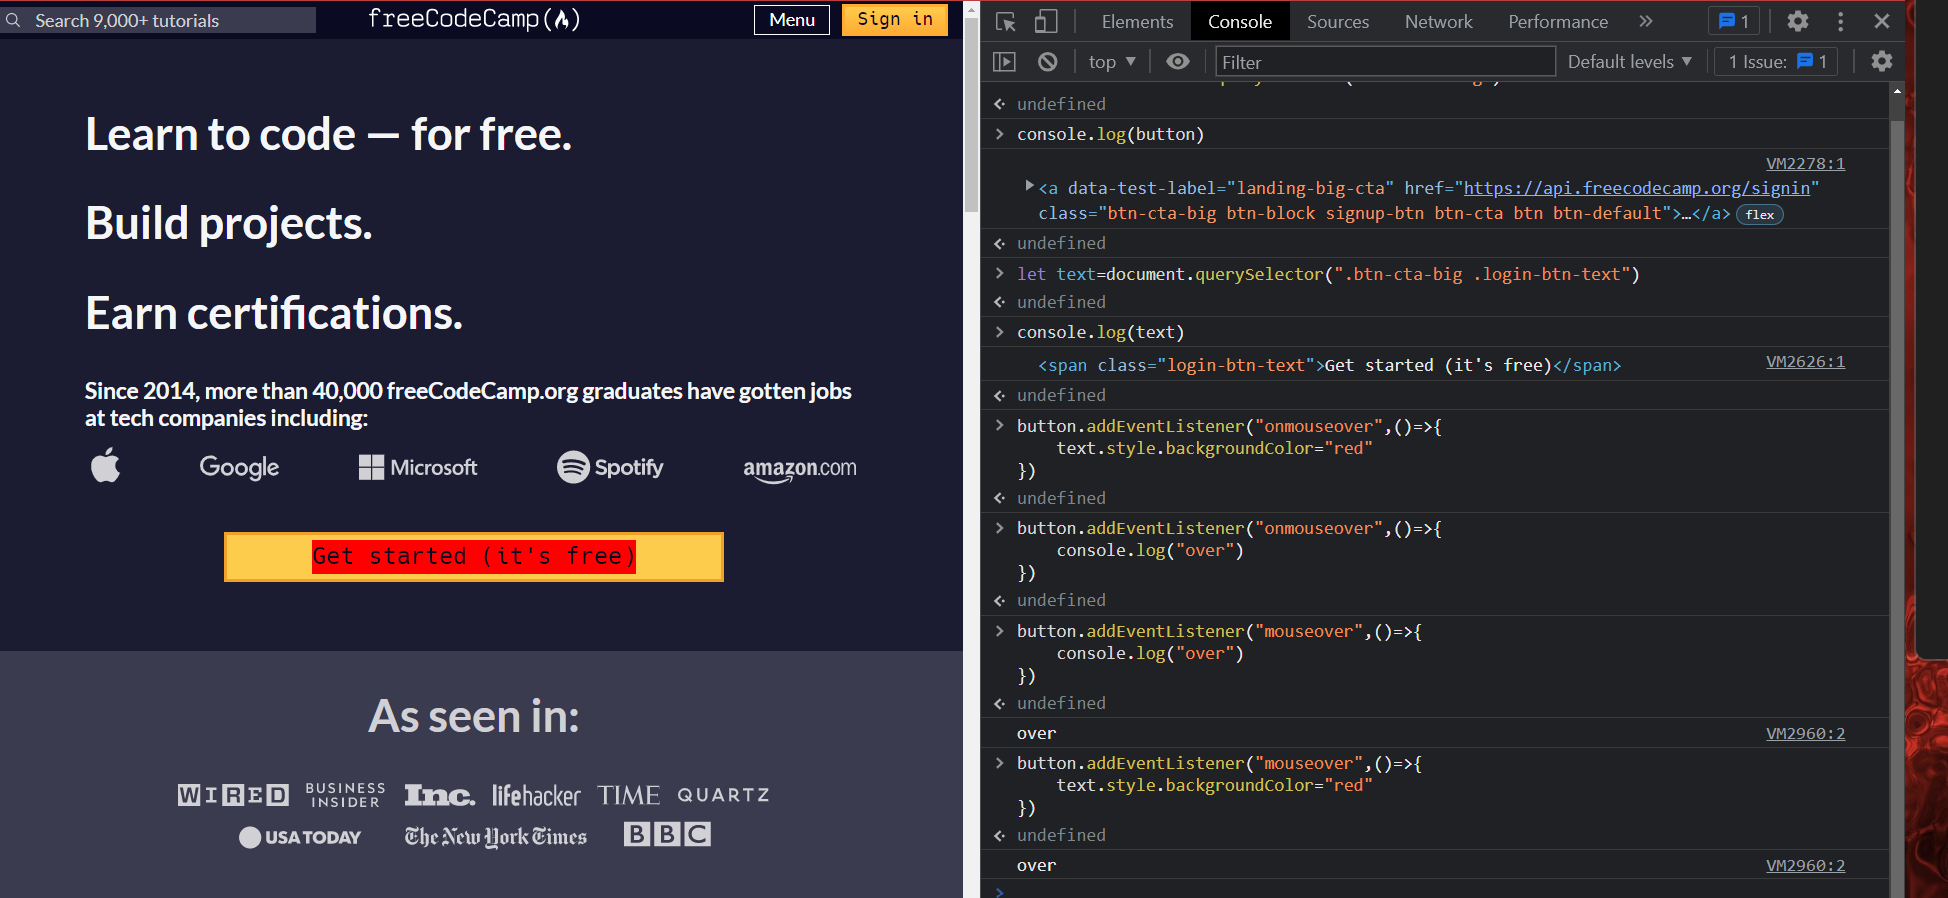 Search 9,000+ tutorials
freeCodeCamp(🔥)
Menu
Sign in
Learn to code — for free.
Build projects.
Earn certifications.
Since 2014, more than 40,000 freeCodeCamp.org graduates have gotten jobs
at tech companies including:
Google
Microsoft
Spotify
amazon.com
Get started (it's free)
As seen in:
WIRED
BUSINESS
INSIDER
Inc.
lifehacker
TIME
QUARTZ
USA TODAY
The New York Times
BBC
Elements
Console
Sources
Network
Performance
»
1
top ▼
Filter
Default levels ▼
1 Issue: 1
undefined
console.log(button)
VM2278:1
<a data-test-label="landing-big-cta" href="https://api.freecodecamp.org/signin"
class="btn-cta-big btn-block signup-btn btn-cta btn btn-default">…</a> flex
undefined
let text=document.querySelector(".btn-cta-big .login-btn-text")
undefined
console.log(text)
<span class="login-btn-text">Get started (it's free)</span> VM2626:1
undefined
button.addEventListener("onmouseover",()=>{
text.style.backgroundColor="red"
})
undefined
button.addEventListener("onmouseover",()=>{
console.log("over")
})
undefined
button.addEventListener("mouseover",()=>{
console.log("over")
})
undefined
over VM2960:2
button.addEventListener("mouseover",()=>{
text.style.backgroundColor="red"
})
undefined
over VM2960:2